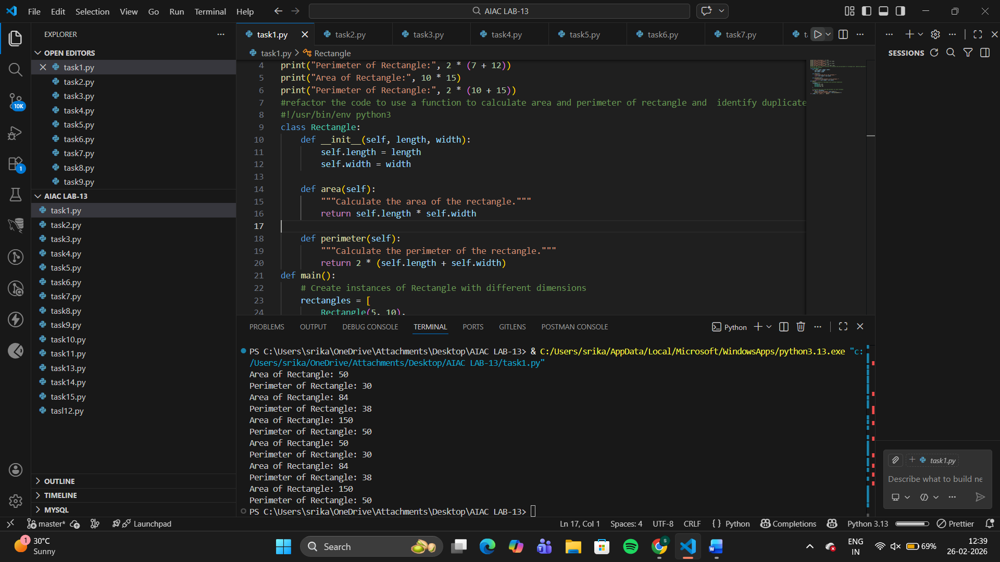 File Edit Selection View Go Run Terminal Help
AIAC LAB-13
EXPLORER
OPEN EDITORS
task1.py
task2.py
task3.py
task4.py
task5.py
task6.py
task7.py
task8.py
task9.py
AIAC LAB-13
task1.py
task2.py
task3.py
task4.py
task5.py
task6.py
task7.py
task8.py
task9.py
task10.py
task11.py
task13.py
task14.py
task15.py
tasl12.py
OUTLINE
TIMELINE
MYSQL
10K
1
task1.py task2.py task3.py task4.py task5.py task6.py task7.py
task1.py > Rectangle
4 print("Perimeter of Rectangle:", 2 * (7 + 12))
5 print("Area of Rectangle:", 10 * 15)
6 print("Perimeter of Rectangle:", 2 * (10 + 15))
7 #refactor the code to use a function to calculate area and perimeter of rectangle and  identify duplicate
8 #!/usr/bin/env python3
9 class Rectangle:
10 def __init__(self, length, width):
11 self.length = length
12 self.width = width
13
14 def area(self):
15 """Calculate the area of the rectangle."""
16 return self.length * self.width
17
18 def perimeter(self):
19 """Calculate the perimeter of the rectangle."""
20 return 2 * (self.length + self.width)
21 def main():
22 # Create instances of Rectangle with different dimensions
23 rectangles = [
24 Rectangle(5, 10),
PROBLEMS OUTPUT DEBUG CONSOLE TERMINAL PORTS GITLENS POSTMAN CONSOLE
Python
PS C:\Users\srika\OneDrive\Attachments\Desktop\AIAC LAB-13> & C:/Users/srika/AppData/Local/Microsoft/WindowsApps/python3.13.exe "c:
/Users/srika/OneDrive/Attachments/Desktop/AIAC LAB-13/task1.py"
Area of Rectangle: 50
Perimeter of Rectangle: 30
Area of Rectangle: 84
Perimeter of Rectangle: 38
Area of Rectangle: 150
Perimeter of Rectangle: 50
Area of Rectangle: 50
Perimeter of Rectangle: 30
Area of Rectangle: 84
Perimeter of Rectangle: 38
Area of Rectangle: 150
Perimeter of Rectangle: 50
PS C:\Users\srika\OneDrive\Attachments\Desktop\AIAC LAB-13>
SESSIONS
task1.py
Describe what to build ne
master* Launchpad Ln 17, Col 1 Spaces: 4 UTF-8 CRLF {} Python Completions Python 3.13 Prettier
1
30°C
Sunny
Search
ENG
IN
69%
12:39
26-02-2026